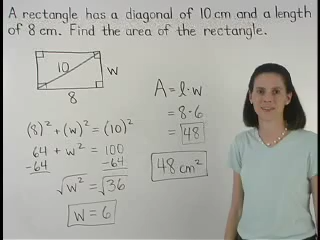 A rectangle has a diagonal of 10 cm and a length
of 8 cm. Find the area of the rectangle.
10
w
8
(8)² + (w)² = (10)²
64 + w² = 100
-64 -64
√w² = √36
w = 6
A = l · w
= 8 · 6
= 48
48 cm²